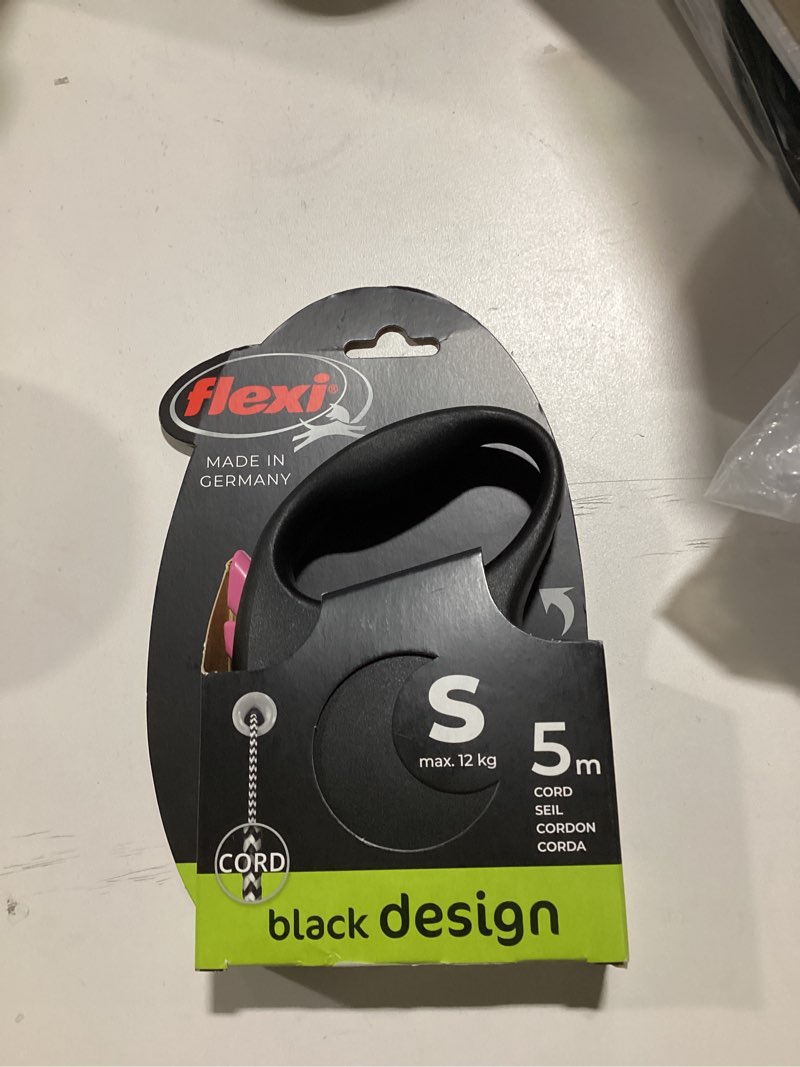 flexi®
MADE IN
GERMANY
S
max. 12 kg
5m
CORD
SEIL
CORDON
CORDA
CORD
black design